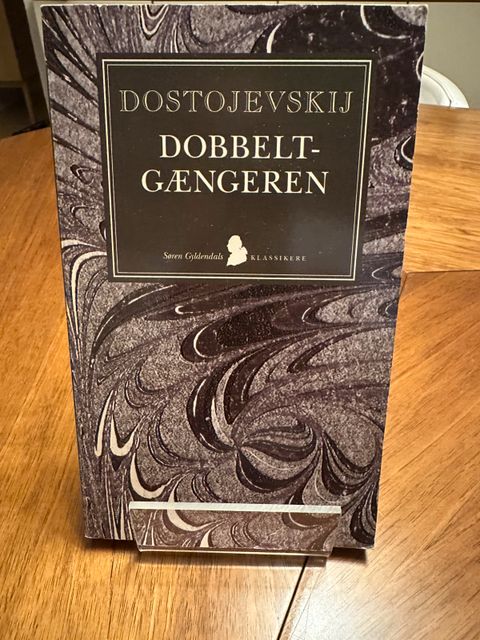 DOSTOJEVSKIJ
DOBBELT-
GÆNGEREN
Søren Gyldendals KLASSIKERE